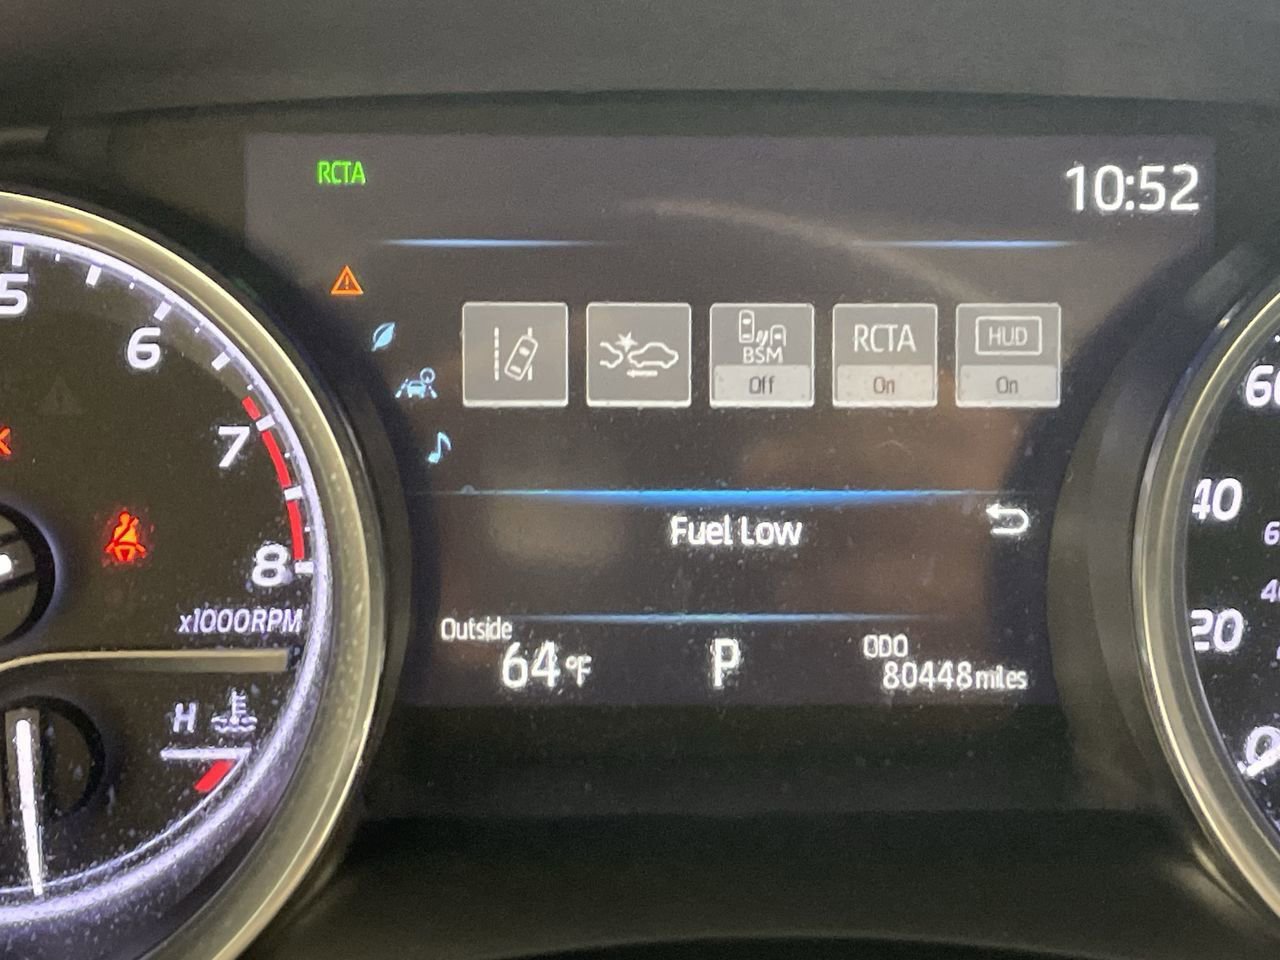 RCTA
10:52
5
6
7
8
x1000RPM
H
BSM
Off
RCTA
On
HUD
On
Fuel Low
Outside
64°F
P
ODO
80448 miles
60
40
20
0